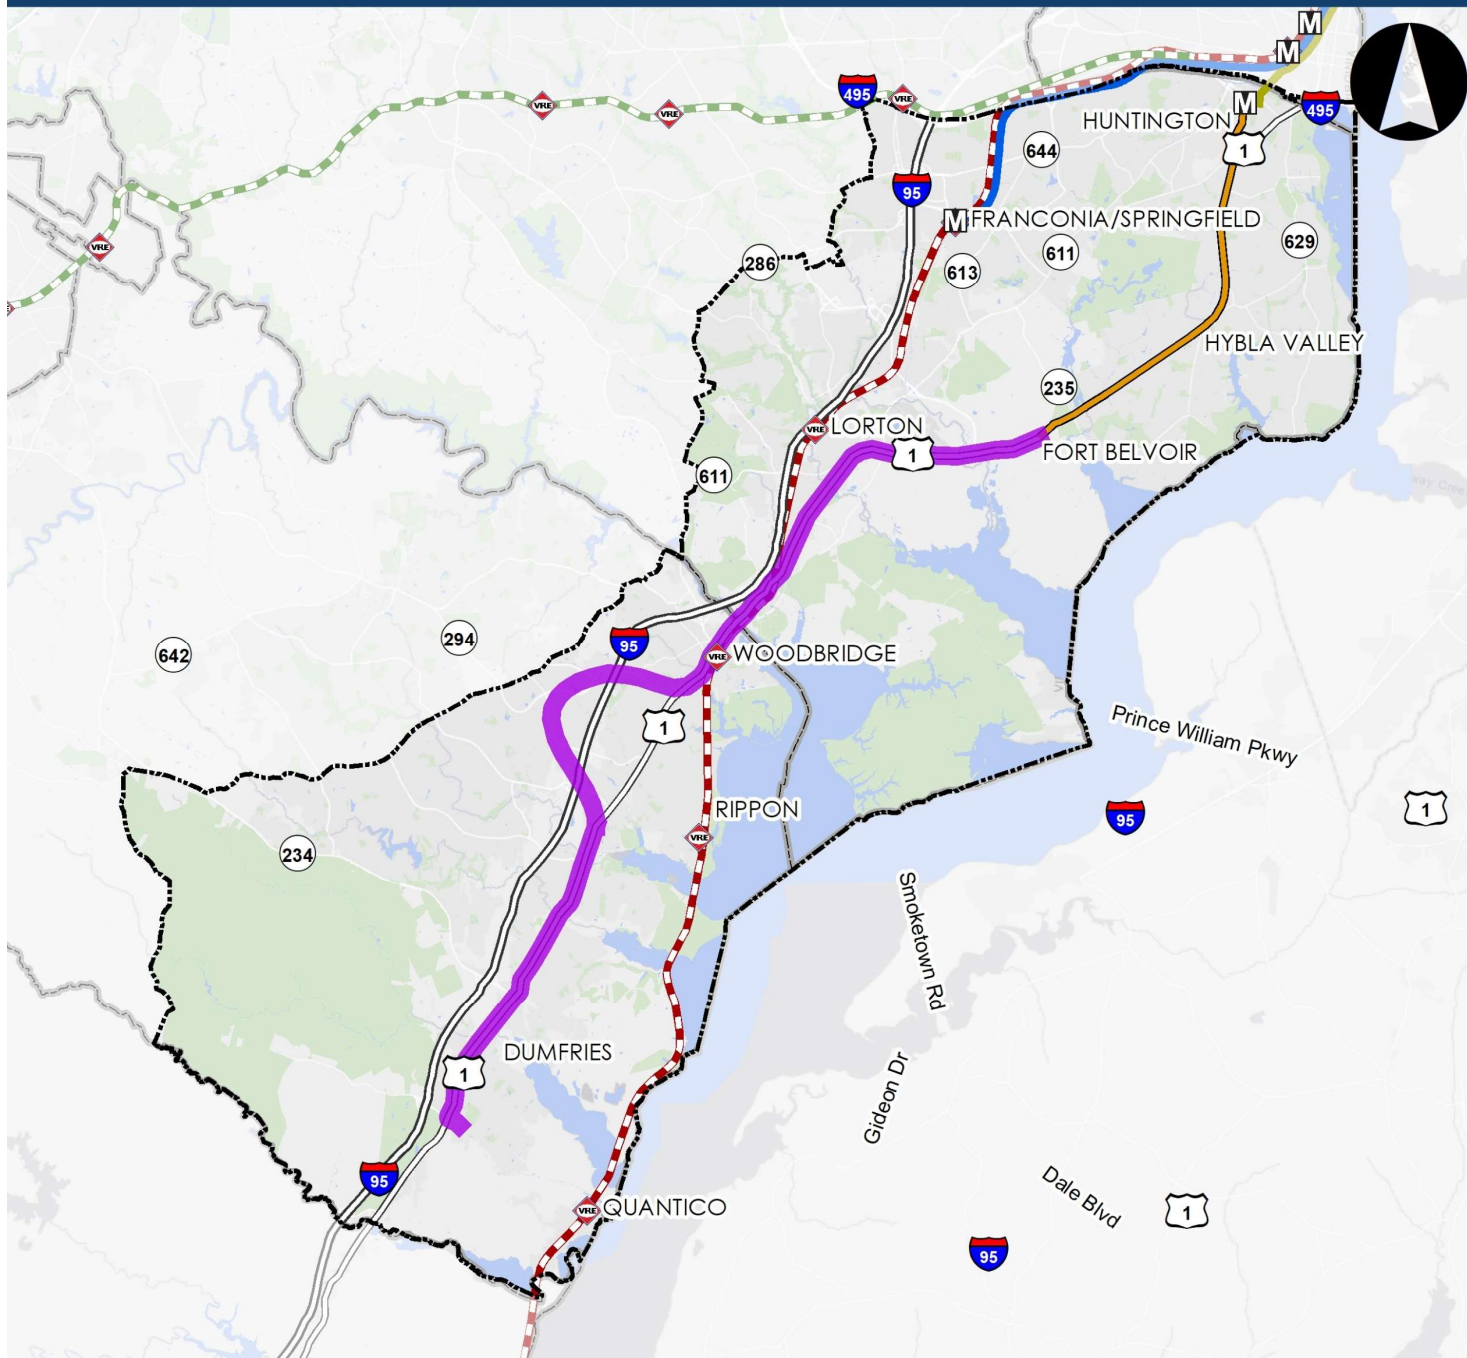 M
M
495
VRE
M
495
VRE
VRE
HUNTINGTON
1
644
95
M
FRANCONIA/SPRINGFIELD
629
VRE
286
613
611
HYBLA VALLEY
235
VRE
LORTON
1
FORT BELVOIR
611
642
294
95
VRE
WOODBRIDGE
1
Prince William Pkwy
RIPPON
VRE
95
1
234
Smoketown Rd
DUMFRIES
1
Gideon Dr
95
Dale Blvd
1
VRE
QUANTICO
95